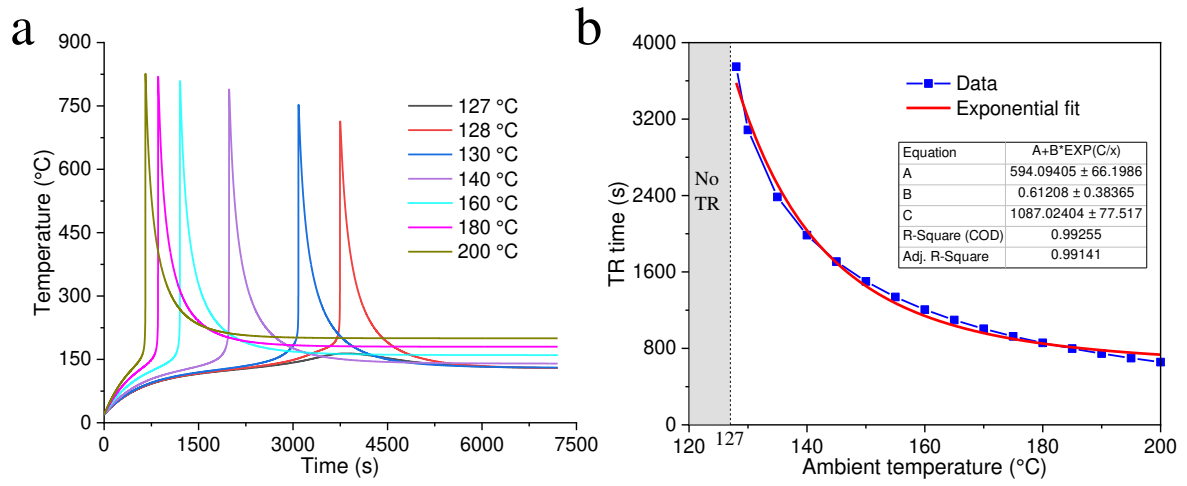 a
900
750
600
450
300
150
0
Temperature (°C)
0
1500
3000
4500
6000
7500
Time (s)
127 °C
128 °C
130 °C
140 °C
160 °C
180 °C
200 °C
b
4000
3200
2400
1600
800
0
TR time (s)
120
127
140
160
180
200
Ambient temperature (°C)
No
TR
Data
Exponential fit
Equation A+B*EXP(C/x)
A 594.09405 ± 66.1986
B 0.61208 ± 0.38365
C 1087.02404 ± 77.517
R-Square (COD) 0.99255
Adj. R-Square 0.99141